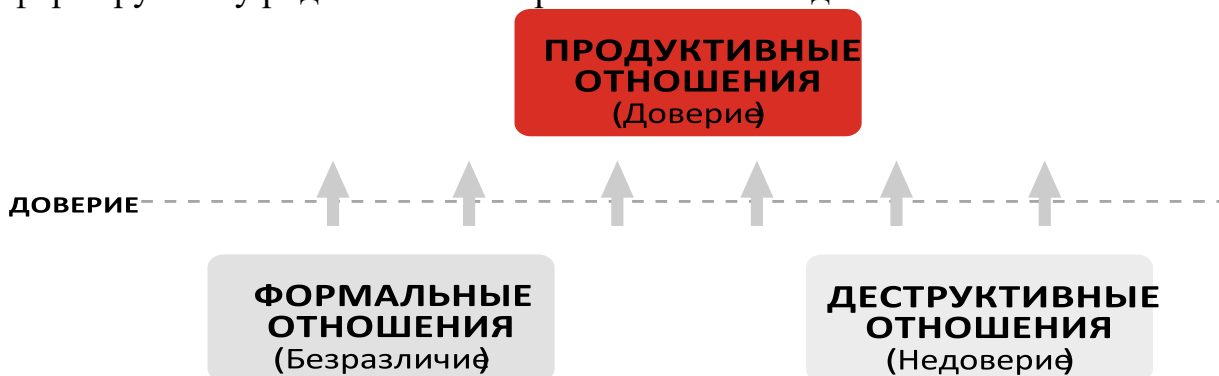 ПРОДУКТИВНЫЕ
ОТНОШЕНИЯ
(Доверие)
ДОВЕРИЕ
ФОРМАЛЬНЫЕ
ОТНОШЕНИЯ
(Безразличие)
ДЕСТРУКТИВНЫЕ
ОТНОШЕНИЯ
(Недоверие)